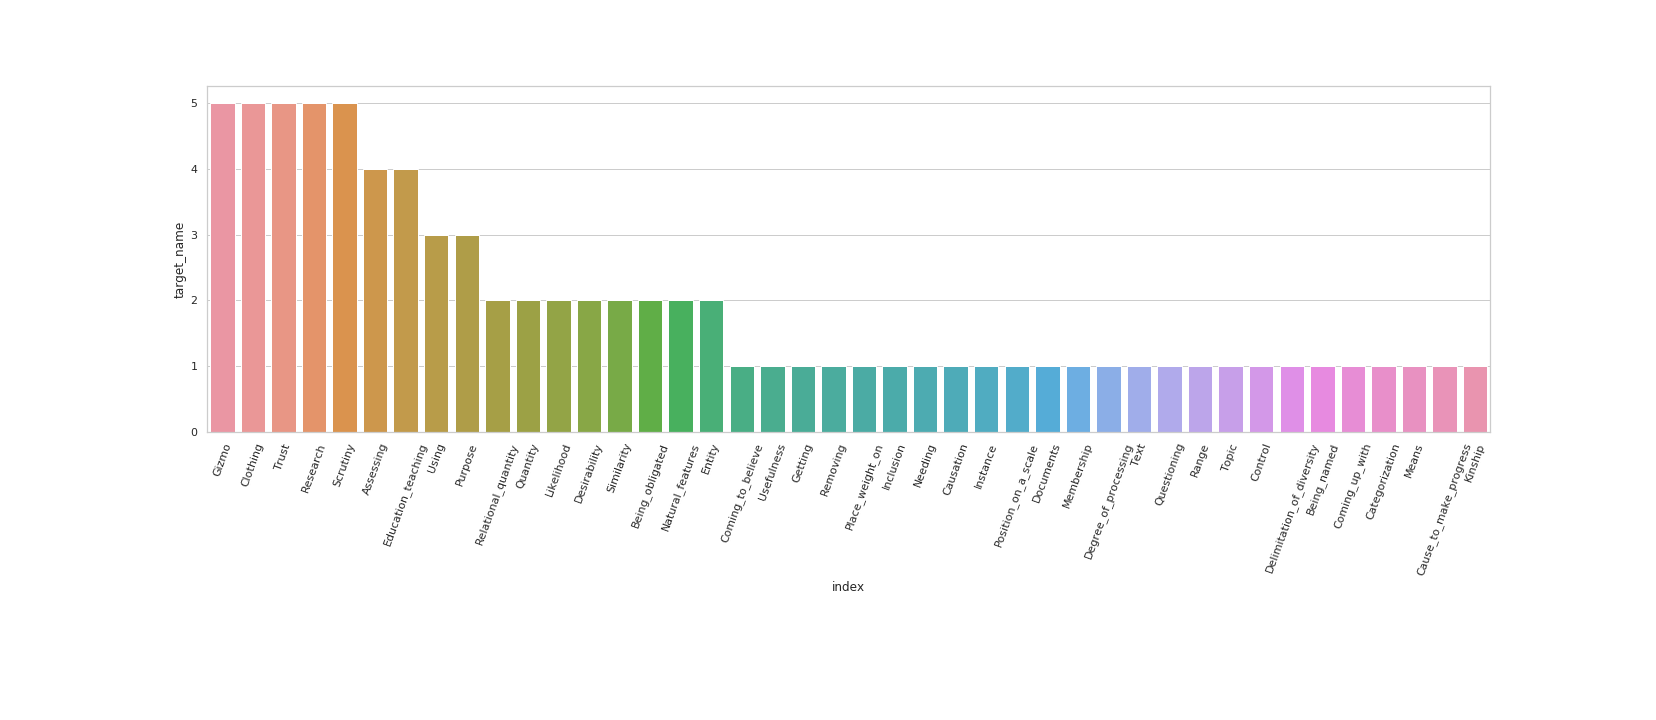 5
4
3
2
1
0
target_name
Gizmo
Clothing
Trust
Research
Scrutiny
Assessing
Education_teaching
Using
Purpose
Relational_quantity
Quantity
Likelihood
Desirability
Similarity
Being_obligated
Natural_features
Entity
Coming_to_believe
Usefulness
Getting
Removing
Place_weight_on
Inclusion
Needing
Causation
Instance
Position_on_a_scale
Documents
Membership
Degree_of_processing
Text
Questioning
Range
Topic
Control
Delimitation_of_diversity
Being_named
Coming_up_with
Categorization
Means
Cause_to_make_progress
Kinship
index